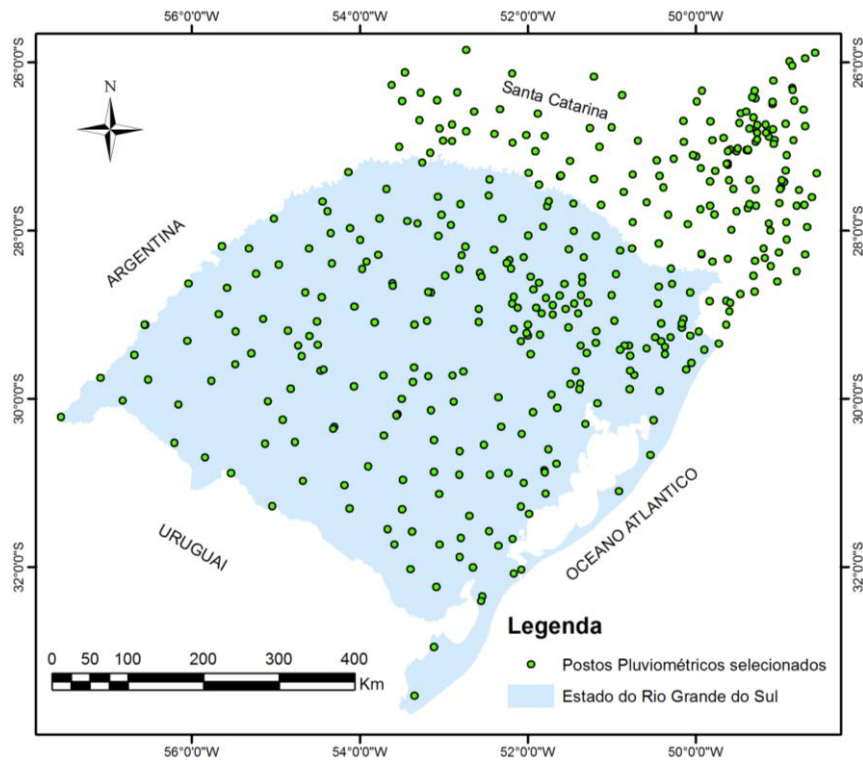 56°0'0"W 54°0'0"W 52°0'0"W 50°0'0"W
26°0'0"S
26°0'0"S
N
Santa Catarina
28°0'0"S
28°0'0"S
ARGENTINA
30°0'0"S
30°0'0"S
URUGUAI
OCEANO ATLANTICO
32°0'0"S
32°0'0"S
Legenda
Postos Pluviométricos selecionados
Estado do Rio Grande do Sul
0 50 100 200 300 400
Km
56°0'0"W 54°0'0"W 52°0'0"W 50°0'0"W